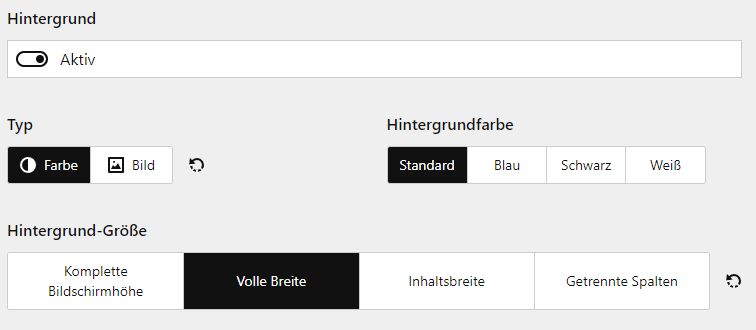 Hintergrund
Aktiv
Typ
Hintergrundfarbe
Farbe Bild
Standard Blau Schwarz Weiß
Hintergrund-Größe
Komplette
Bildschirmhöhe
Volle Breite Inhaltsbreite Getrennte Spalten